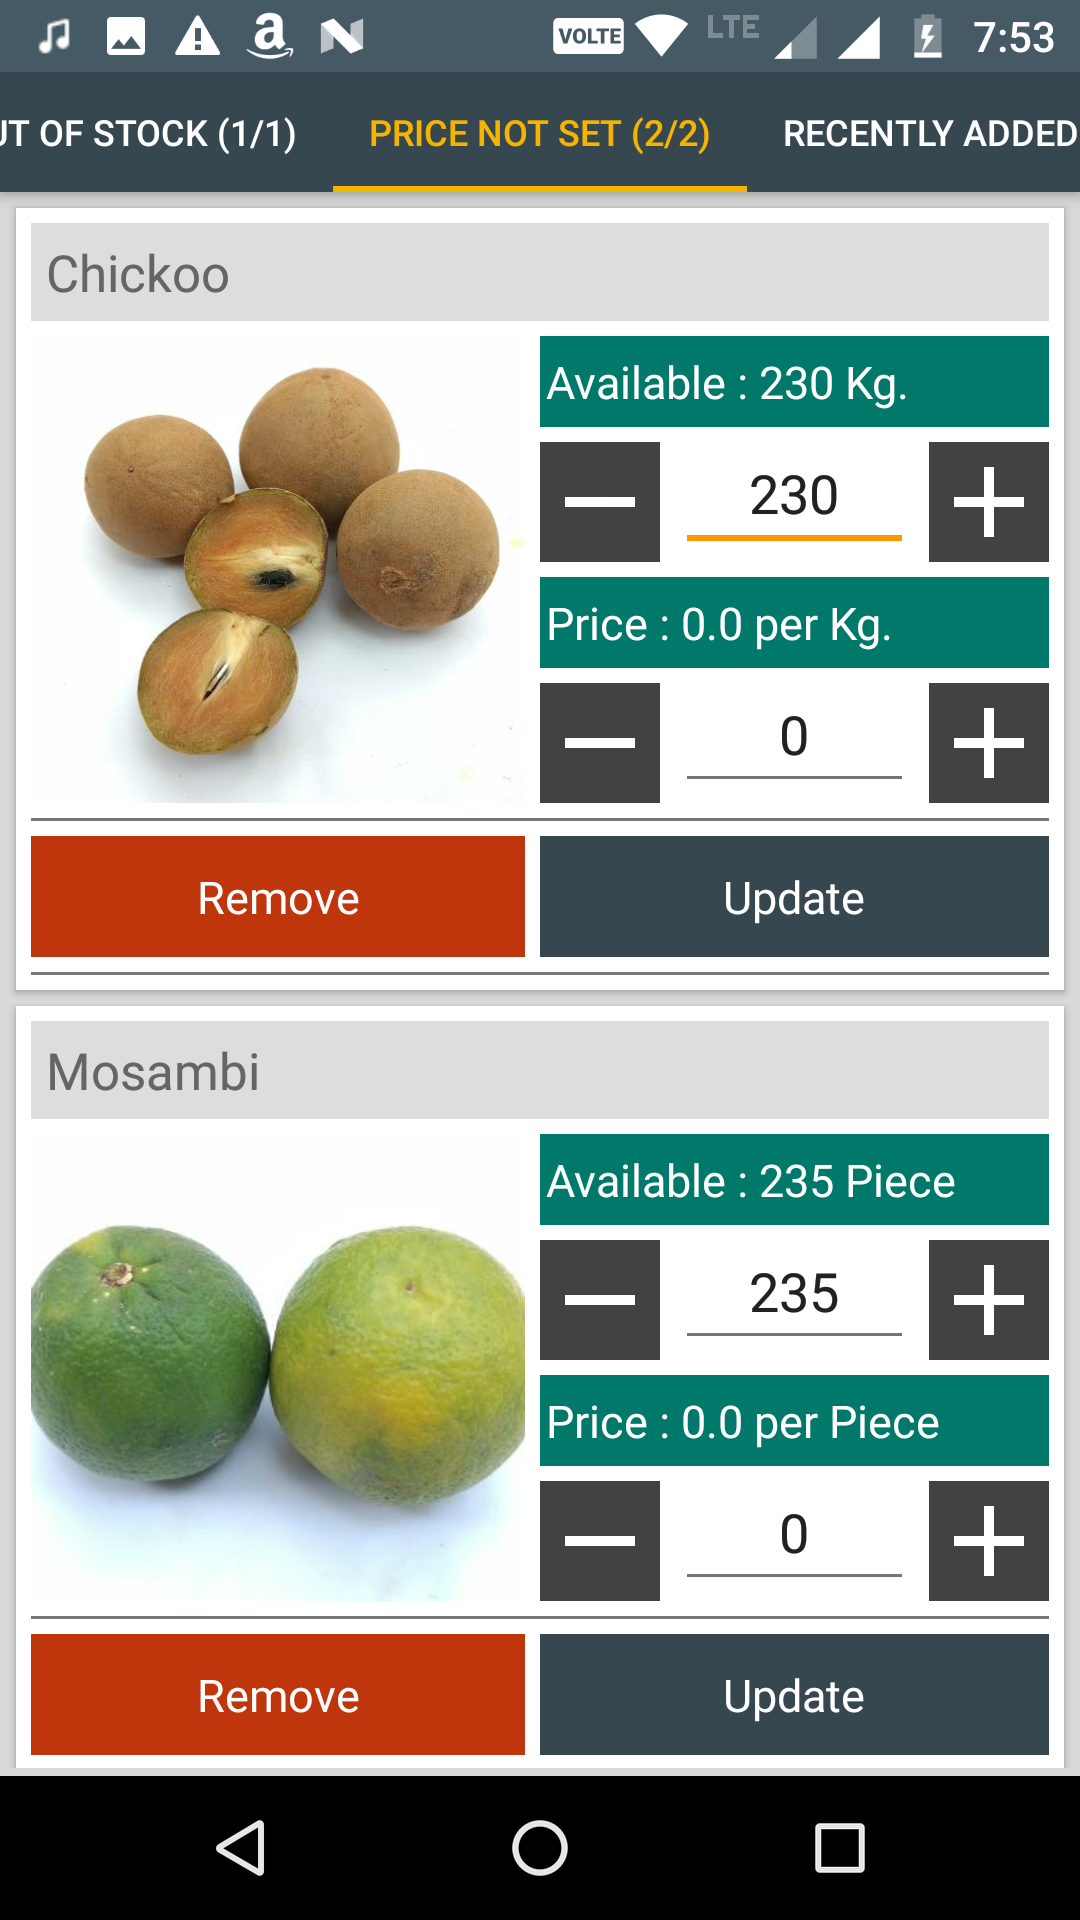 VOLTE LTE 7:53
UT OF STOCK (1/1) PRICE NOT SET (2/2) RECENTLY ADDED
Chickoo
Available : 230 Kg.
230
Price : 0.0 per Kg.
0
Remove Update
Mosambi
Available : 235 Piece
235
Price : 0.0 per Piece
0
Remove Update